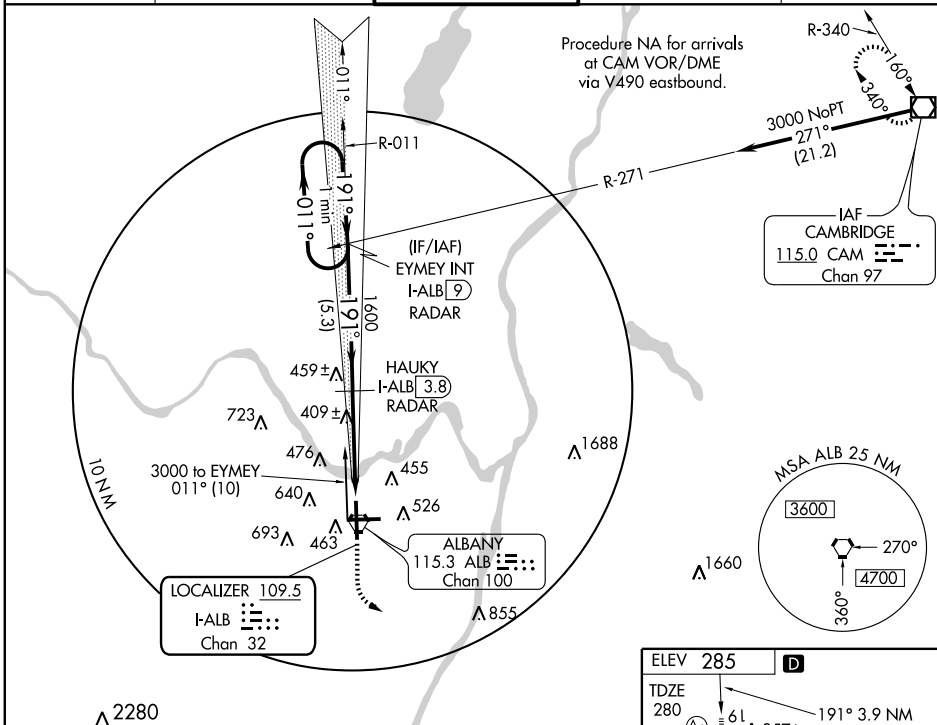 Procedure NA for arrivals
at CAM VOR/DME
via V490 eastbound.
R-340
160°
340°
3000 NoPT
271°
(21.2)
R-271
IAF
CAMBRIDGE
115.0 CAM
Chan 97
011°
R-011
191°
1 min
011°
(IF/IAF)
EYMEY INT
I-ALB 9
RADAR
1600
191°
(5.3)
HAUKY
I-ALB 3.8
RADAR
459 ±
409 ±
723
476
455
1688
10 NM
3000 to EYMEY
011° (10)
640
526
693
463
ALBANY
115.3 ALB
Chan 100
LOCALIZER 109.5
I-ALB
Chan 32
855
1660
2280
MSA ALB 25 NM
3600
270°
4700
360°
ELEV 285
D
TDZE
280
19
191° 3.9 NM